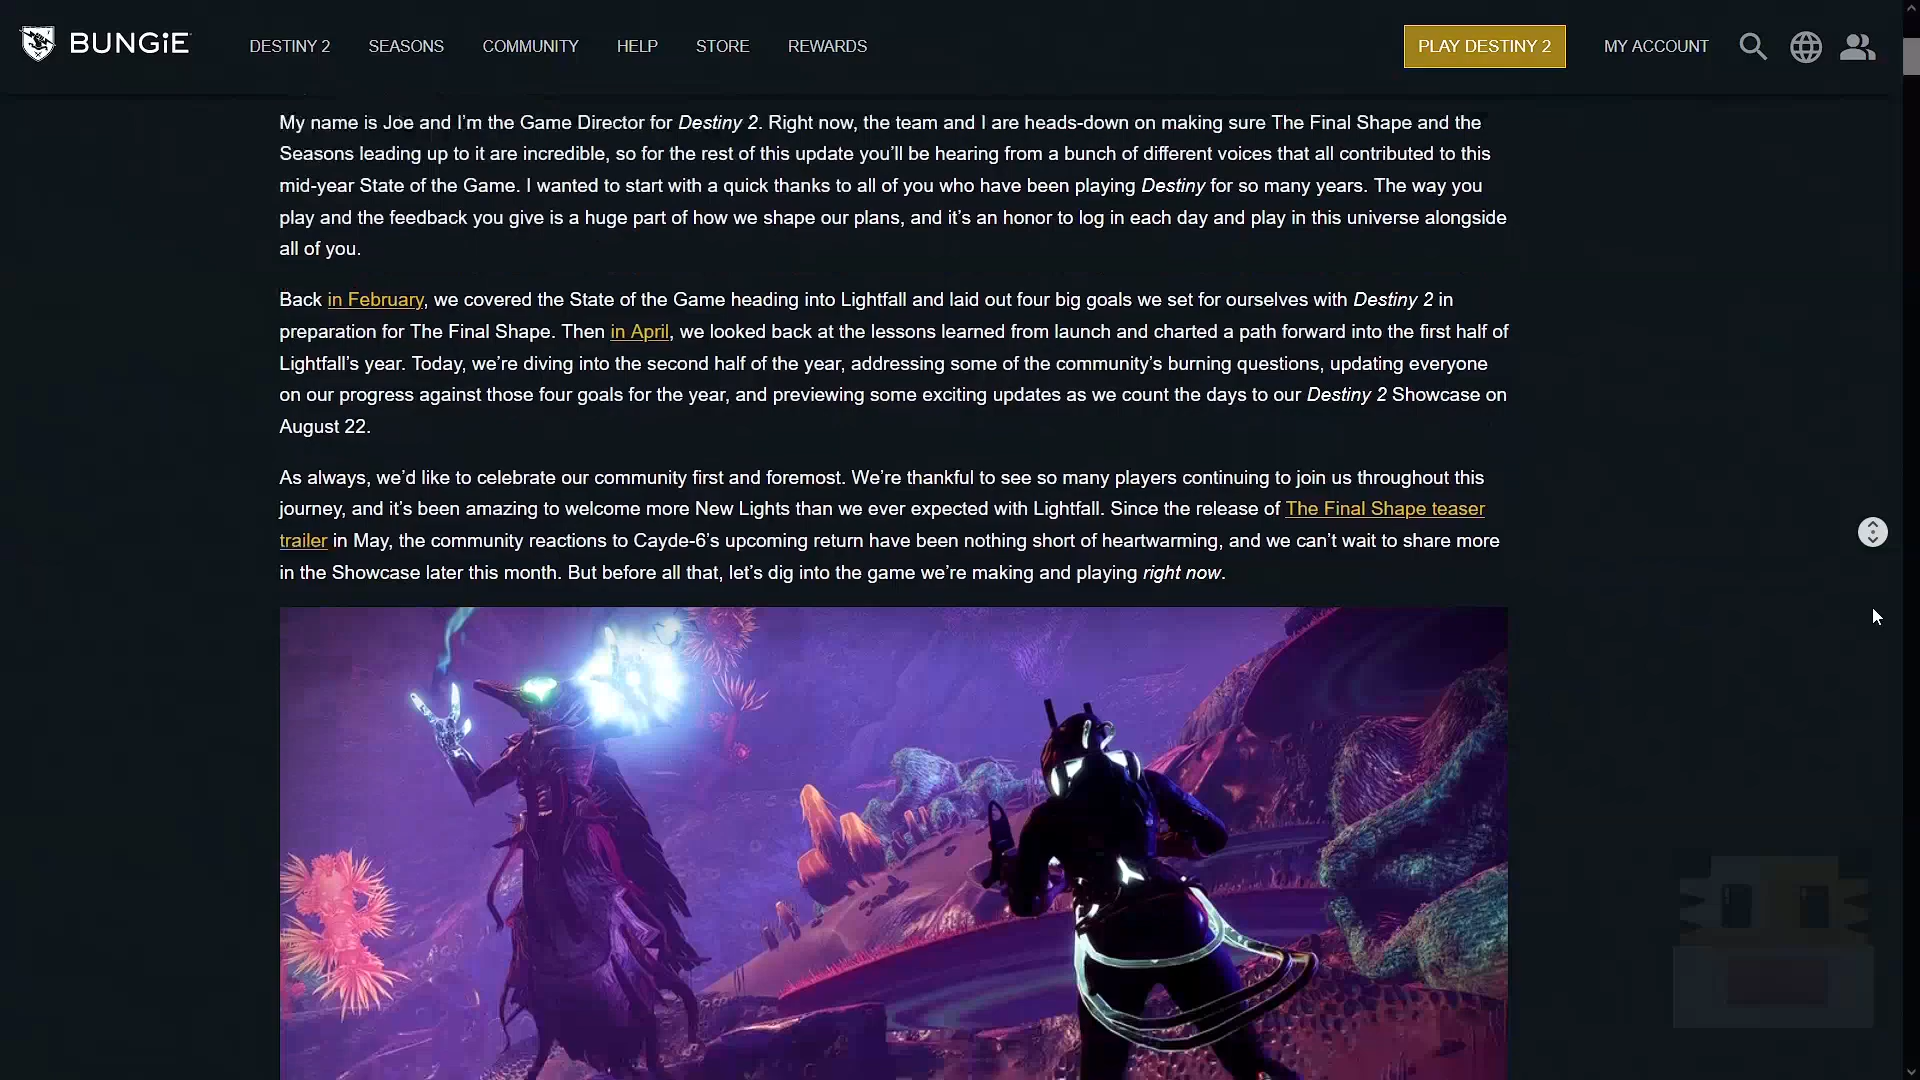 BUNGiE DESTINY 2 SEASONS COMMUNITY HELP STORE REWARDS PLAY DESTINY 2 MY ACCOUNT
My name is Joe and I’m the Game Director for Destiny 2. Right now, the team and I are heads-down on making sure The Final Shape and the
Seasons leading up to it are incredible, so for the rest of this update you’ll be hearing from a bunch of different voices that all contributed to this
mid-year State of the Game. I wanted to start with a quick thanks to all of you who have been playing Destiny for so many years. The way you
play and the feedback you give is a huge part of how we shape our plans, and it’s an honor to log in each day and play in this universe alongside
all of you.
Back in February, we covered the State of the Game heading into Lightfall and laid out four big goals we set for ourselves with Destiny 2 in
preparation for The Final Shape. Then in April, we looked back at the lessons learned from launch and charted a path forward into the first half of
Lightfall’s year. Today, we’re diving into the second half of the year, addressing some of the community’s burning questions, updating everyone
on our progress against those four goals for the year, and previewing some exciting updates as we count the days to our Destiny 2 Showcase on
August 22.
As always, we’d like to celebrate our community first and foremost. We’re thankful to see so many players continuing to join us throughout this
journey, and it’s been amazing to welcome more New Lights than we ever expected with Lightfall. Since the release of The Final Shape teaser
trailer in May, the community reactions to Cayde-6’s upcoming return have been nothing short of heartwarming, and we can’t wait to share more
in the Showcase later this month. But before all that, let’s dig into the game we’re making and playing right now.